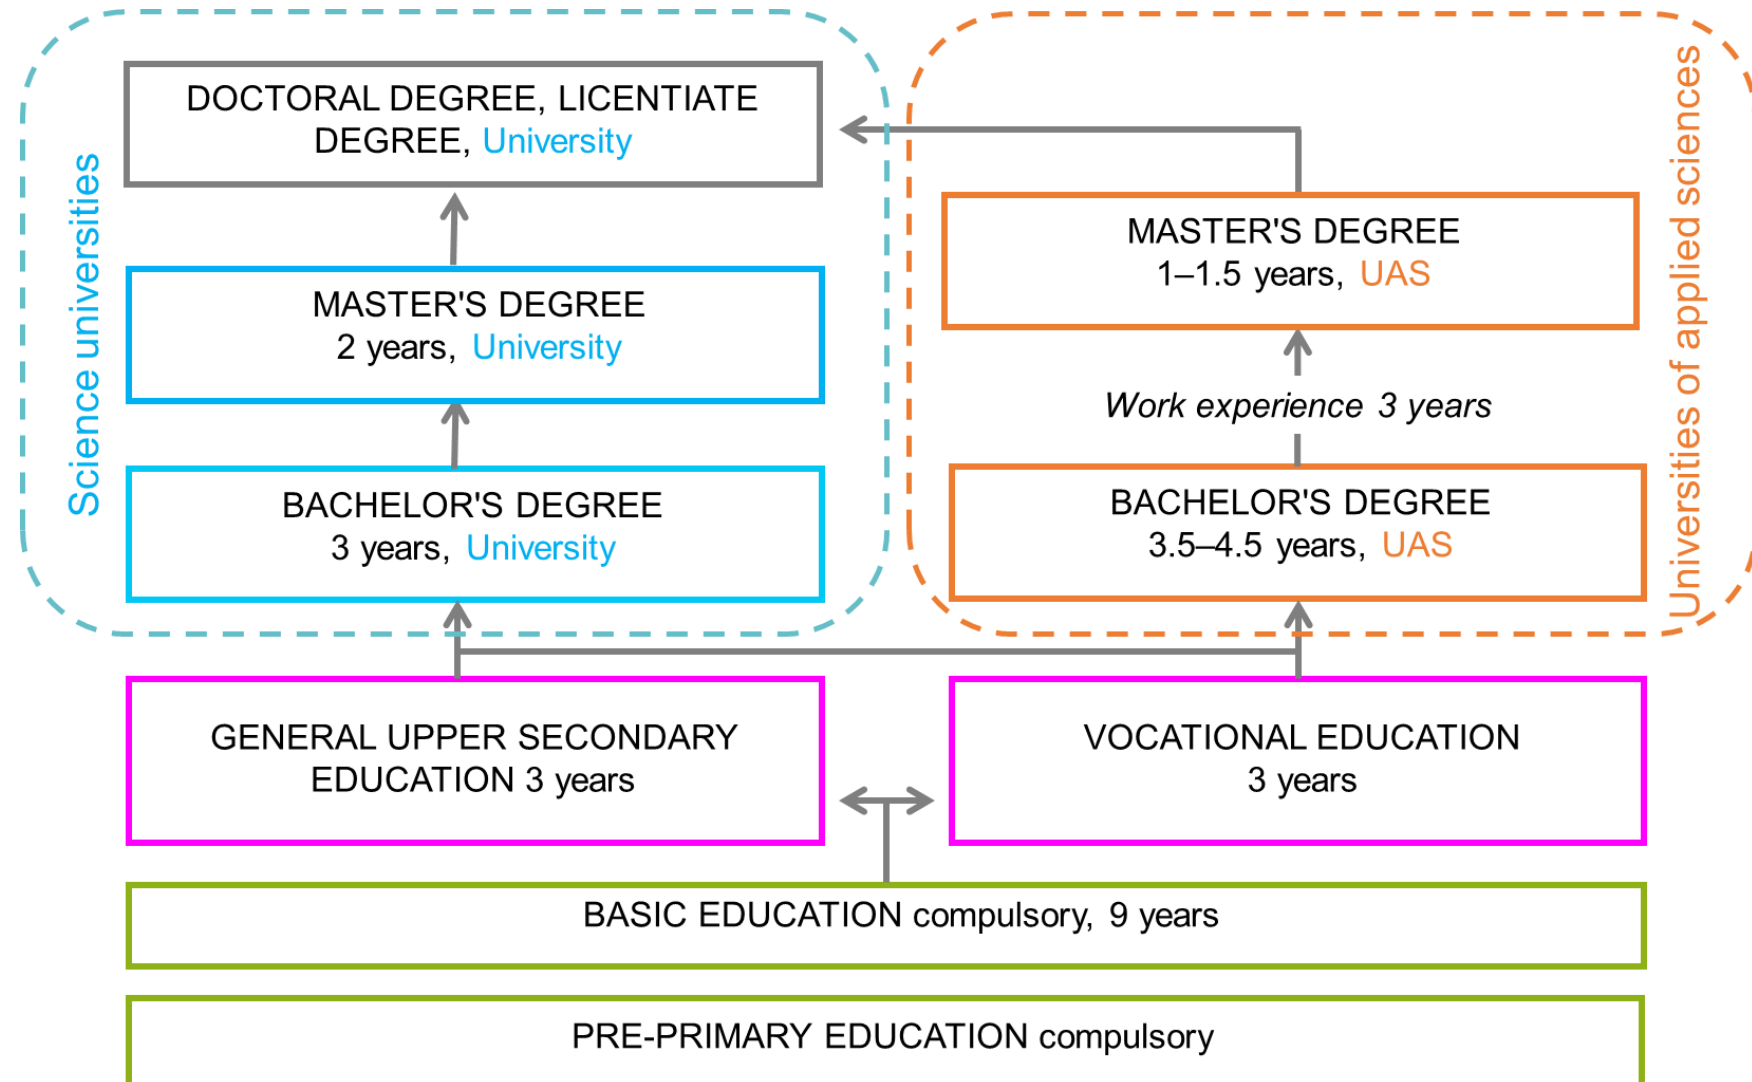 Science universities
DOCTORAL DEGREE, LICENTIATE
DEGREE, University
MASTER'S DEGREE
2 years, University
BACHELOR'S DEGREE
3 years, University
Universities of applied sciences
MASTER'S DEGREE
1–1.5 years, UAS
Work experience 3 years
BACHELOR'S DEGREE
3.5–4.5 years, UAS
GENERAL UPPER SECONDARY
EDUCATION 3 years
VOCATIONAL EDUCATION
3 years
BASIC EDUCATION compulsory, 9 years
PRE-PRIMARY EDUCATION compulsory